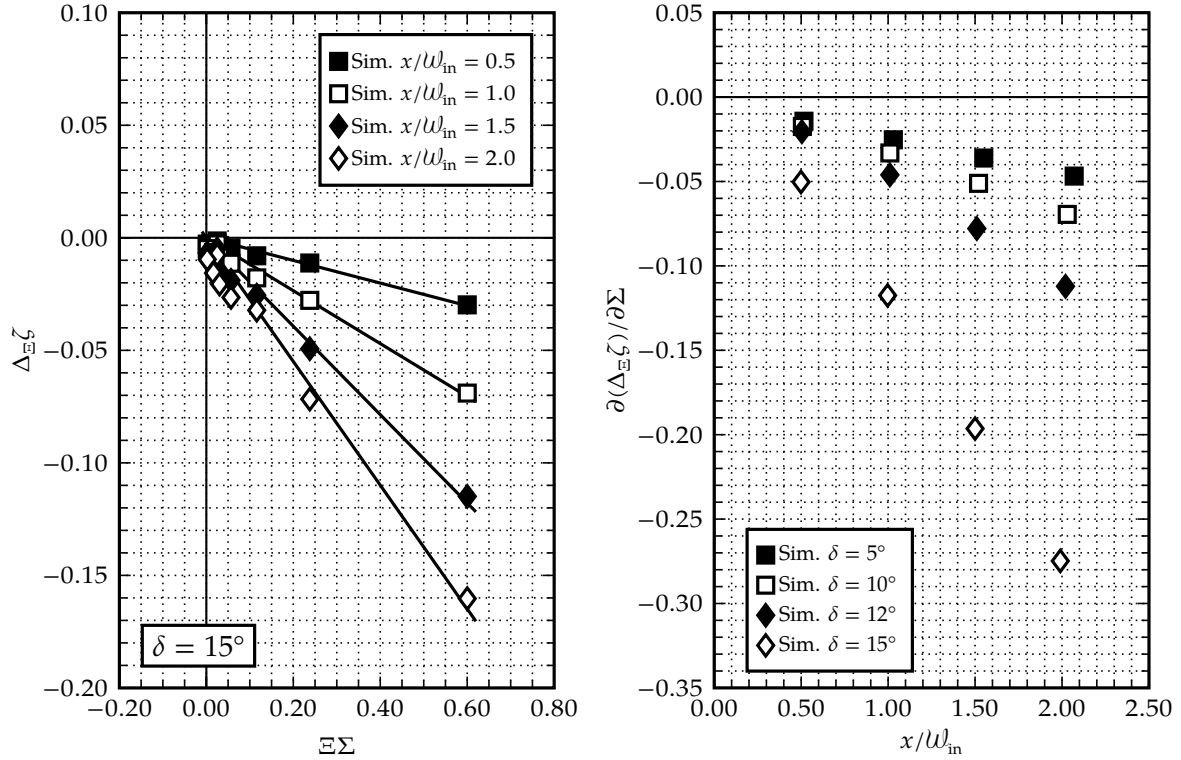 0.10
0.00
−0.05
−0.10
−0.15
−0.20
Δ_Ξζ
−0.20 0.00 0.20 0.40 0.60 0.80
ΞΣ
Sim. x/W_in = 0.5
Sim. x/W_in = 1.0
Sim. x/W_in = 1.5
Sim. x/W_in = 2.0
δ = 15°
0.05
0.00
−0.05
−0.10
−0.15
−0.20
−0.25
−0.30
−0.35
∂(Δ_Ξζ)/∂Σ
0.00 0.50 1.00 1.50 2.00 2.50
x/W_in
Sim. δ = 5°
Sim. δ = 10°
Sim. δ = 12°
Sim. δ = 15°